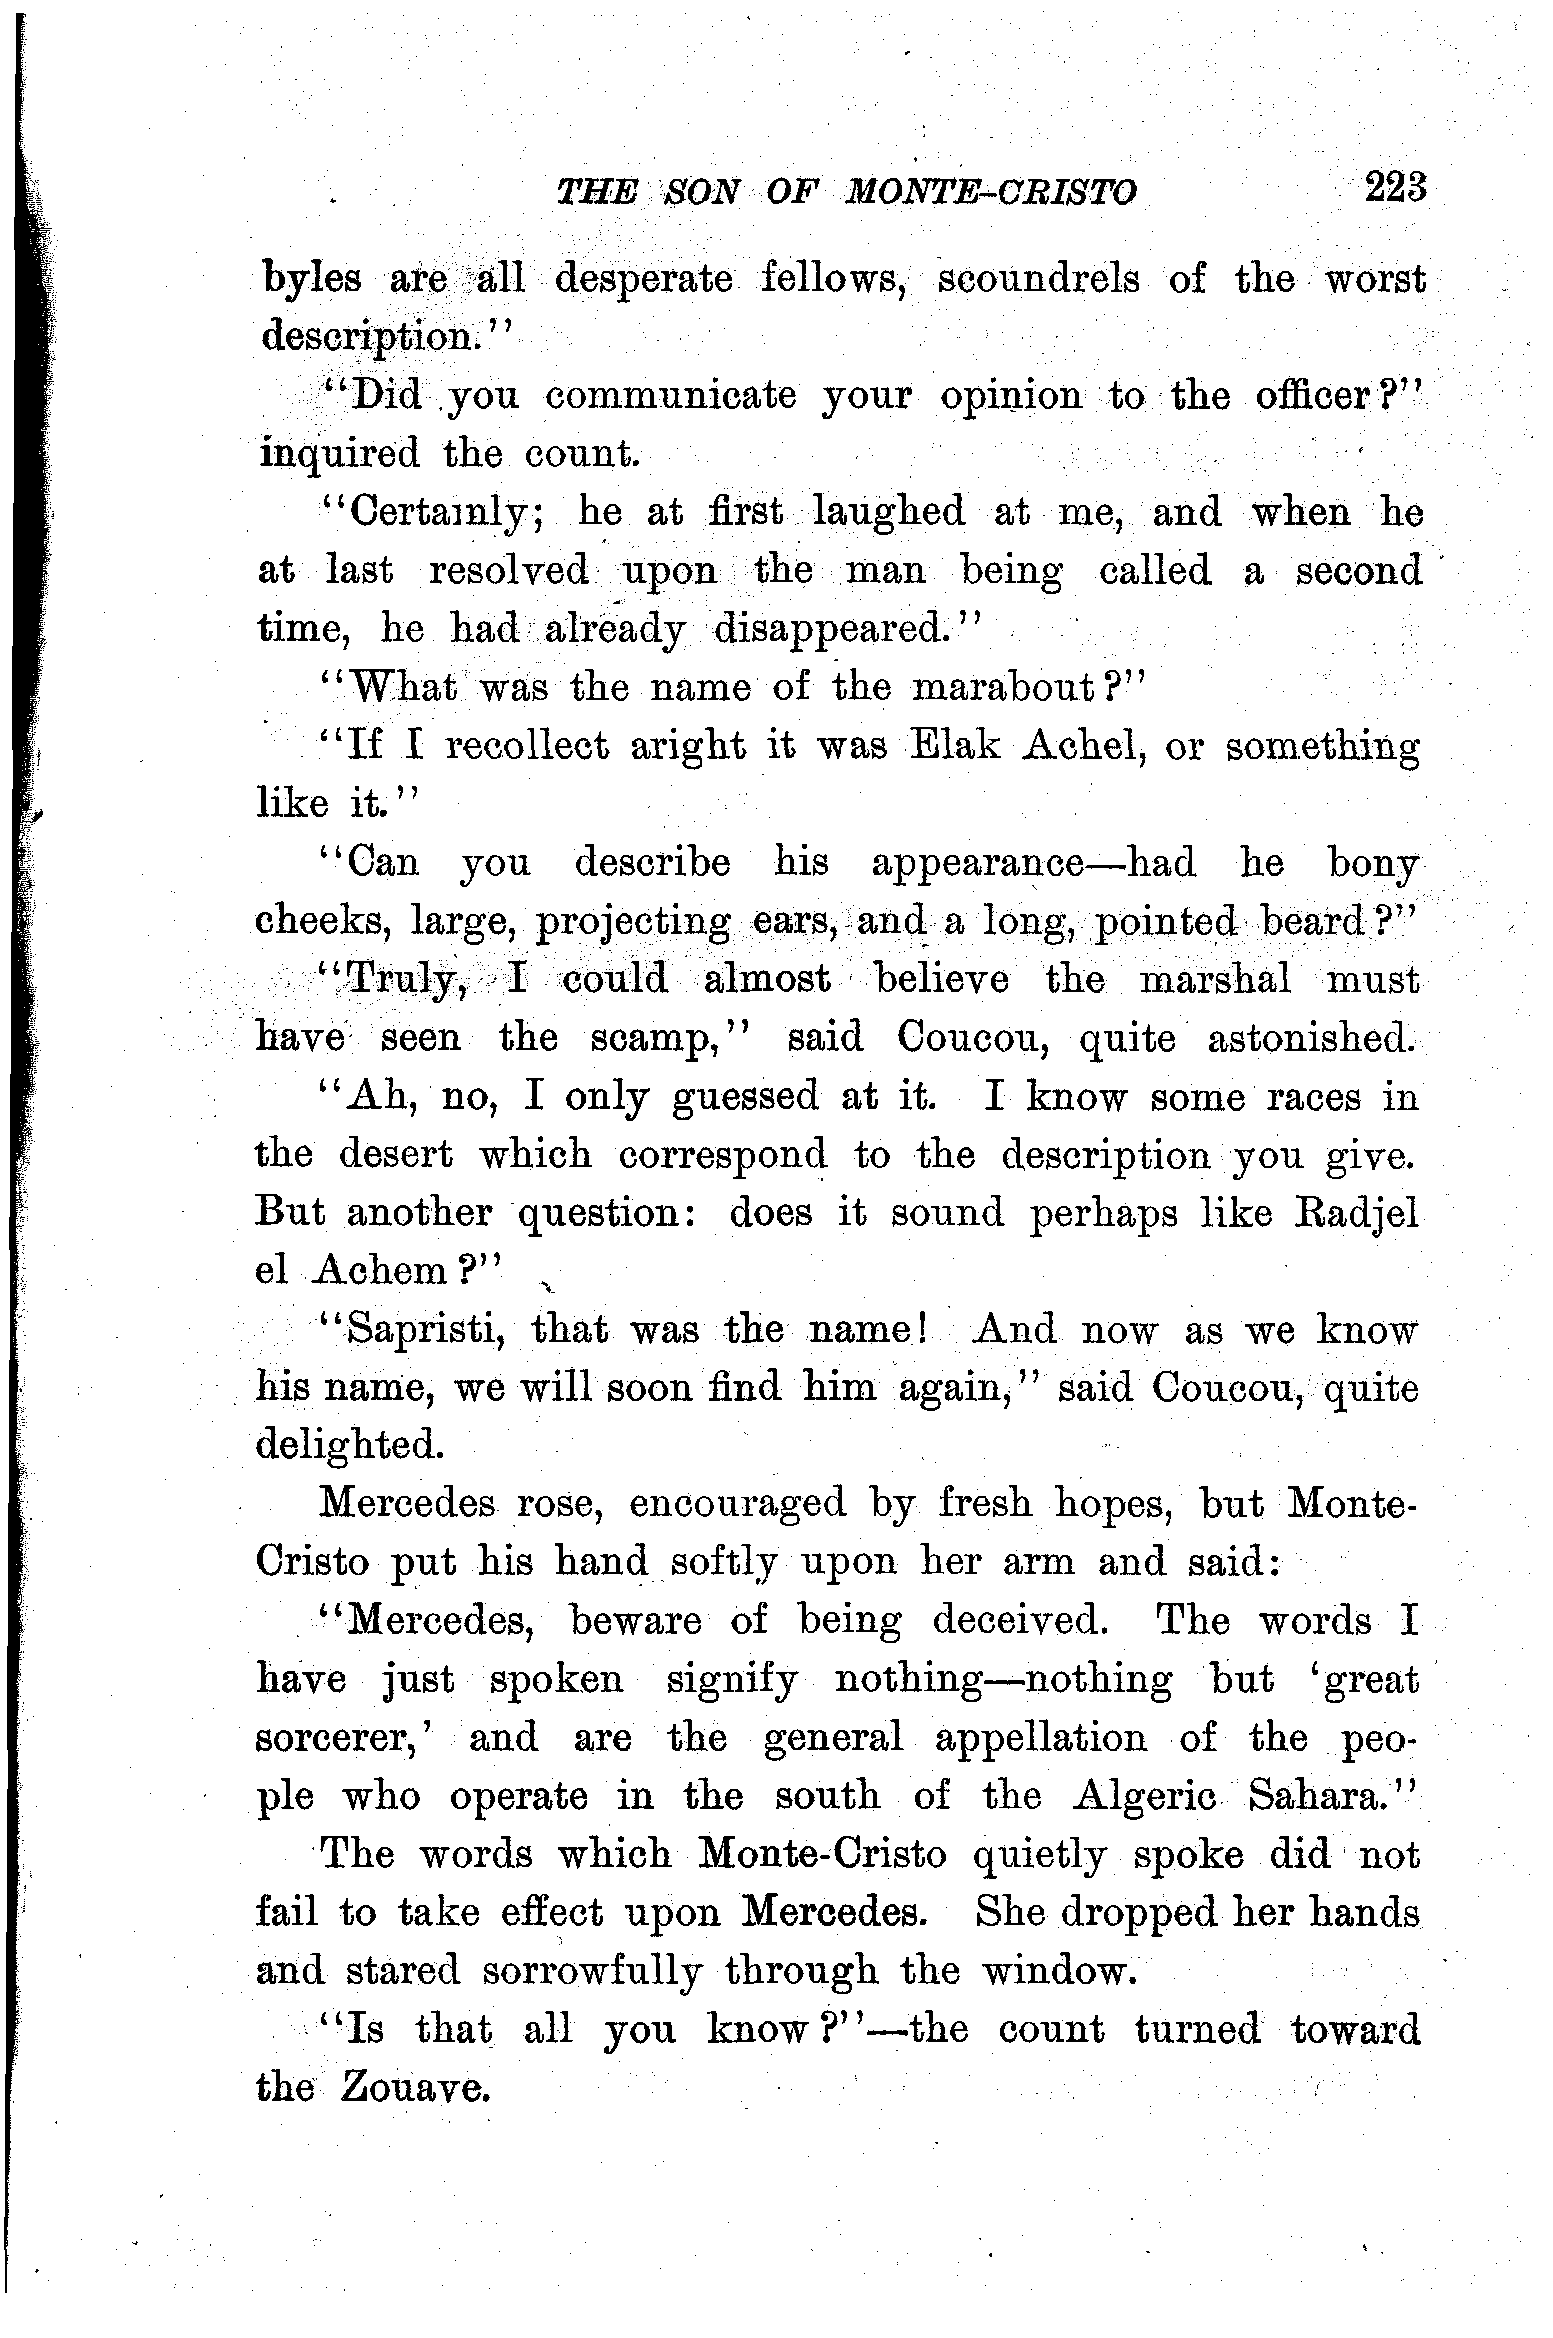 THE SON OF MONTE-CRISTO 223
byles are all desperate fellows, scoundrels of the worst
description."
"Did you communicate your opinion to the officer?"
inquired the count.
"Certainly; he at first laughed at me, and when he
at last resolved upon the man being called a second
time, he had already disappeared."
"What was the name of the marabout?"
"If I recollect aright it was Elak Achel, or something
like it."
"Can you describe his appearance—had he bony
cheeks, large, projecting ears, and a long, pointed beard?"
"Truly, I could almost believe the marshal must
have seen the scamp," said Coucou, quite astonished.
"Ah, no, I only guessed at it. I know some races in
the desert which correspond to the description you give.
But another question: does it sound perhaps like Radjel
el Achem?"
"Sapristi, that was the name! And now as we know
his name, we will soon find him again," said Coucou, quite
delighted.
Mercedes rose, encouraged by fresh hopes, but Monte-
Cristo put his hand softly upon her arm and said:
"Mercedes, beware of being deceived. The words I
have just spoken signify nothing—nothing but 'great
sorcerer,' and are the general appellation of the peo-
ple who operate in the south of the Algeric Sahara."
The words which Monte-Cristo quietly spoke did not
fail to take effect upon Mercedes. She dropped her hands
and stared sorrowfully through the window.
"Is that all you know?"—the count turned toward
the Zouave.